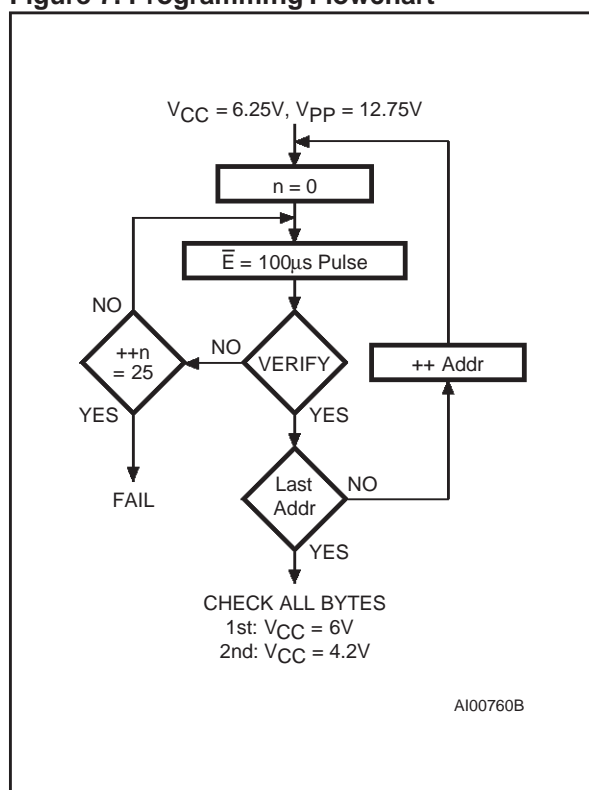 Figure 7. Programming Flowchart
VCC = 6.25V, VPP = 12.75V
n = 0
E̅ = 100µs Pulse
NO
++n
= 25
NO
VERIFY
++ Addr
YES
YES
FAIL
Last
Addr
NO
YES
CHECK ALL BYTES
1st: VCC = 6V
2nd: VCC = 4.2V
AI00760B